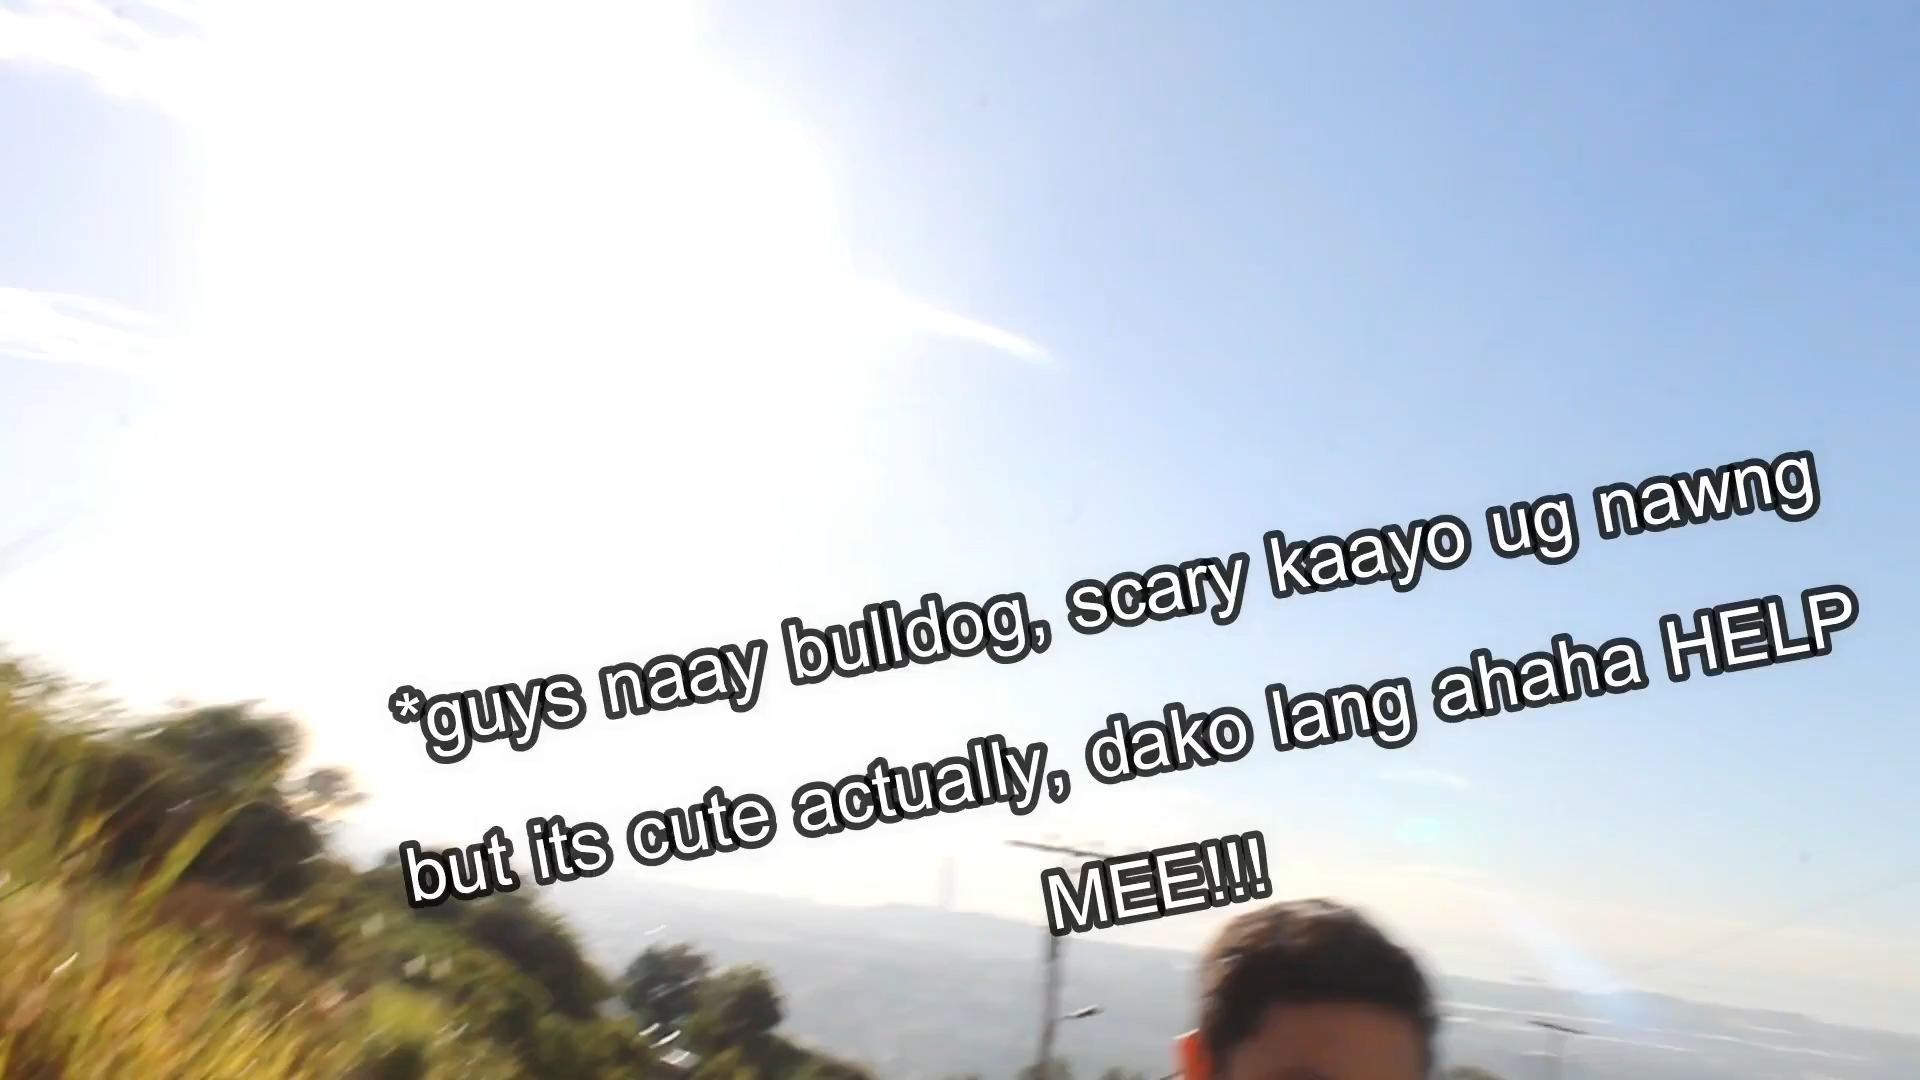 *guys naay bulldog, scary kaayo ug nawng
but its cute actually, dako lang ahaha HELP
MEE!!!